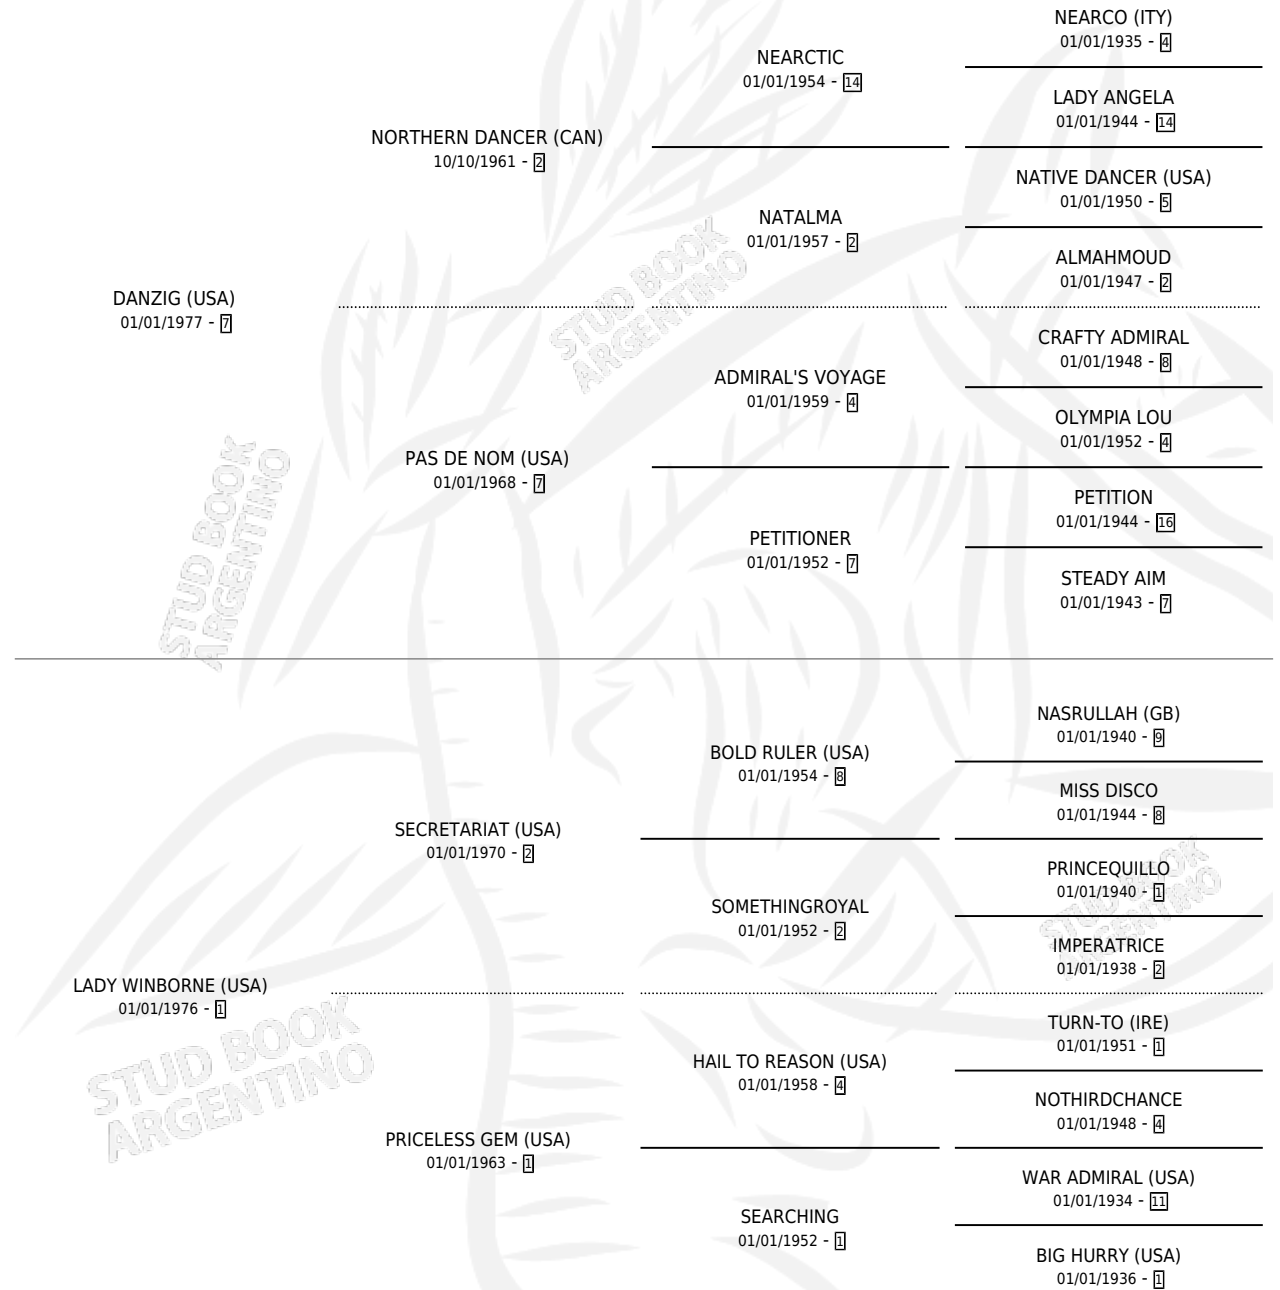 NEARCO (ITY)
01/01/1935 - 4
NEARCTIC
01/01/1954 - 14
LADY ANGELA
01/01/1944 - 14
NORTHERN DANCER (CAN)
10/10/1961 - 2
NATIVE DANCER (USA)
01/01/1950 - 5
NATALMA
01/01/1957 - 2
ALMAHMOUD
01/01/1947 - 2
DANZIG (USA)
01/01/1977 - 7
STUD BOOK
ARGENTINO
CRAFTY ADMIRAL
01/01/1948 - 8
ADMIRAL'S VOYAGE
01/01/1959 - 4
OLYMPIA LOU
01/01/1952 - 4
PAS DE NOM (USA)
01/01/1968 - 7
PETITION
01/01/1944 - 16
PETITIONER
01/01/1952 - 7
STEADY AIM
01/01/1943 - 7
STUD BOOK
ARGENTINO
NASRULLAH (GB)
01/01/1940 - 9
BOLD RULER (USA)
01/01/1954 - 8
MISS DISCO
01/01/1944 - 8
SECRETARIAT (USA)
01/01/1970 - 2
PRINCEQUILLO
01/01/1940 - 1
SOMETHINGROYAL
01/01/1952 - 2
STUD BOOK
ARGENTINO
IMPERATRICE
01/01/1938 - 2
LADY WINBORNE (USA)
01/01/1976 - 1
STUD BOOK
ARGENTINO
TURN-TO (IRE)
01/01/1951 - 1
HAIL TO REASON (USA)
01/01/1958 - 4
NOTHIRDCHANCE
01/01/1948 - 4
PRICELESS GEM (USA)
01/01/1963 - 1
WAR ADMIRAL (USA)
01/01/1934 - 11
SEARCHING
01/01/1952 - 1
BIG HURRY (USA)
01/01/1936 - 1